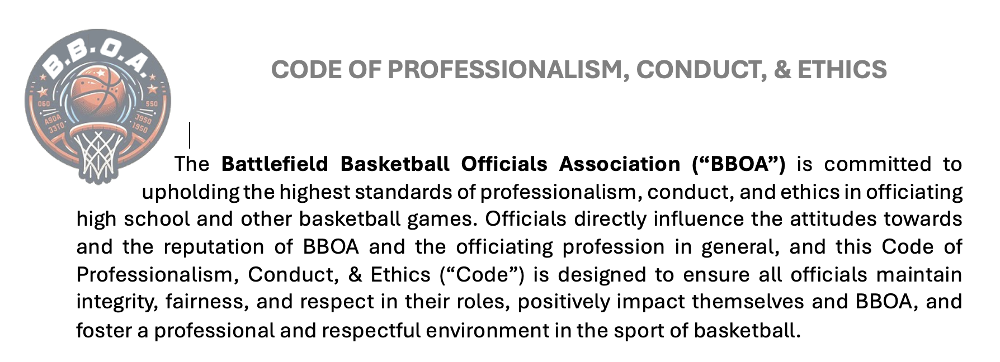 B.B.O.A.
060
550
A90A
3950
33TO
1950
CODE OF PROFESSIONALISM, CONDUCT, & ETHICS
The Battlefield Basketball Officials Association (“BBOA”) is committed to
upholding the highest standards of professionalism, conduct, and ethics in officiating
high school and other basketball games. Officials directly influence the attitudes towards
and the reputation of BBOA and the officiating profession in general, and this Code of
Professionalism, Conduct, & Ethics (“Code”) is designed to ensure all officials maintain
integrity, fairness, and respect in their roles, positively impact themselves and BBOA, and
foster a professional and respectful environment in the sport of basketball.